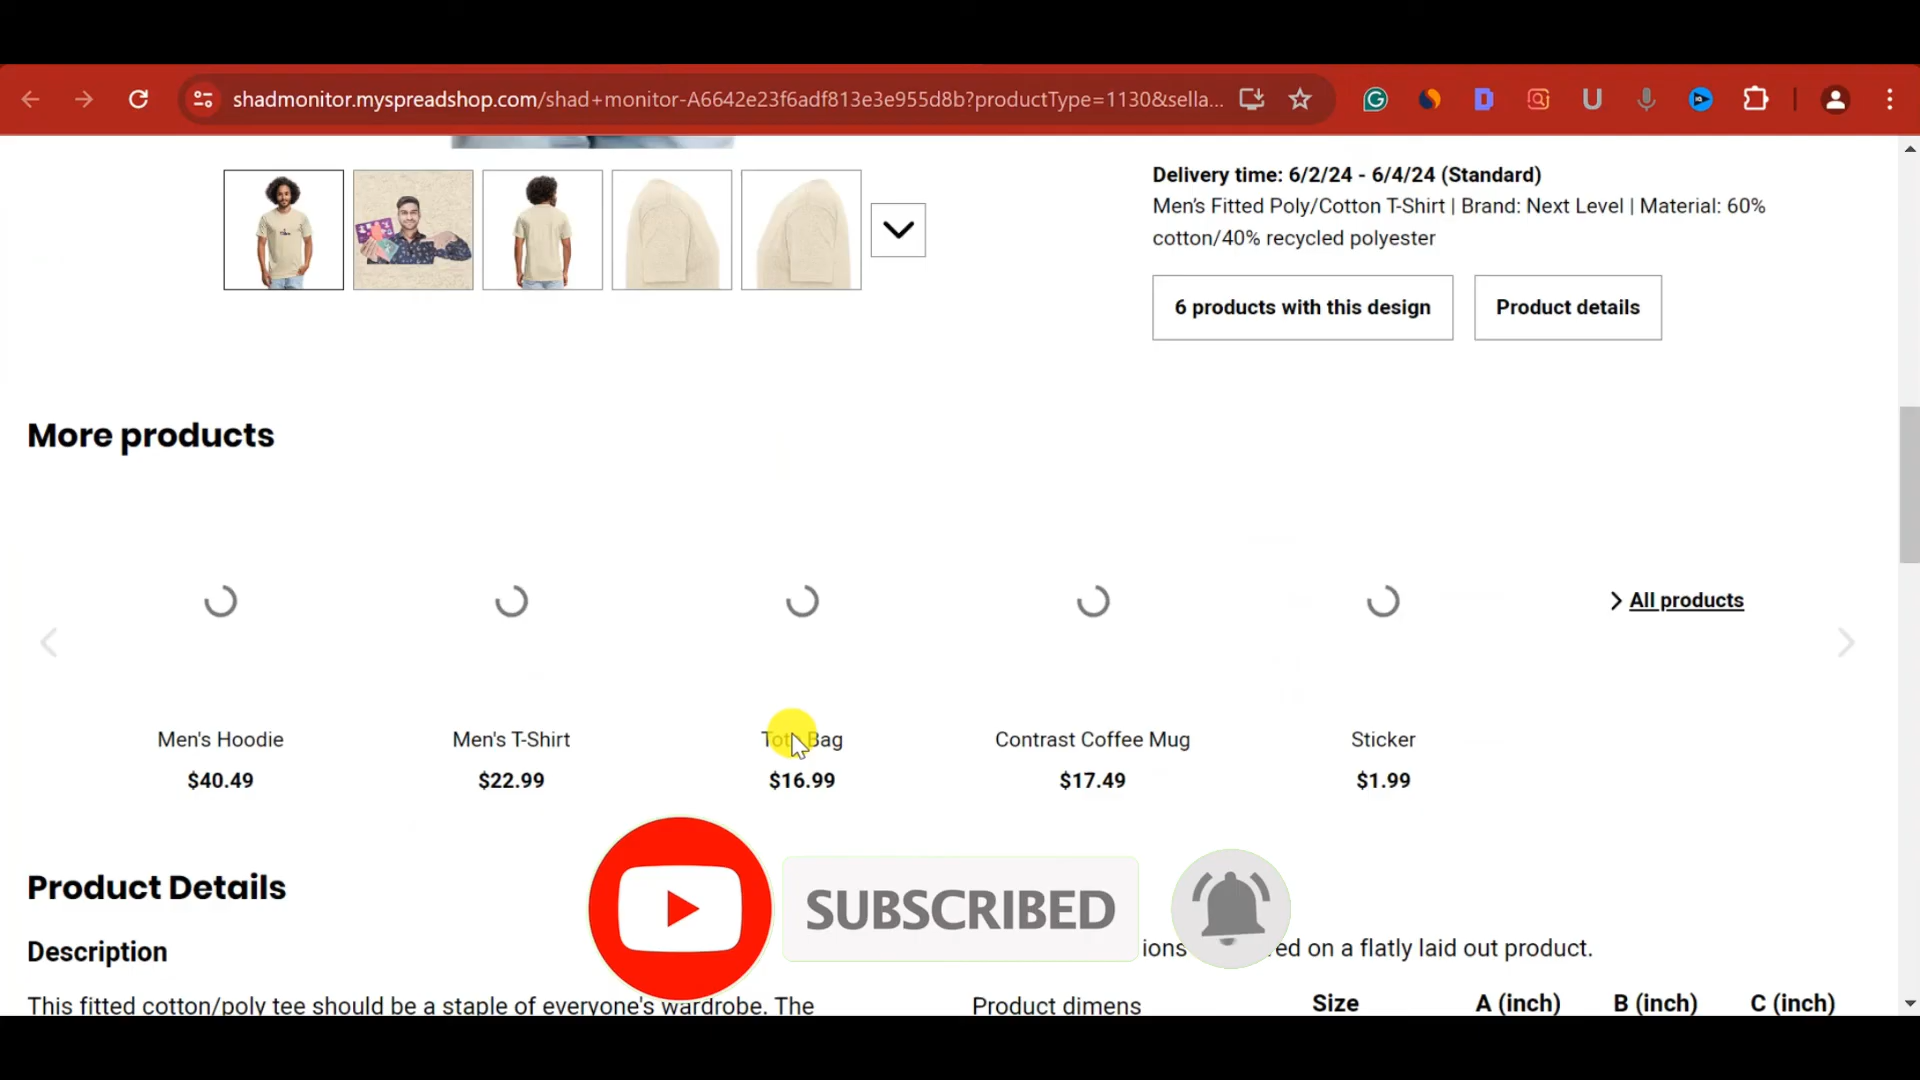 shadmonitor.myspreadshop.com/shad+monitor-A6642e23f6adf813e3e955d8b?productType=1130&sella...
Delivery time: 6/2/24 - 6/4/24 (Standard)
Men's Fitted Poly/Cotton T-Shirt | Brand: Next Level | Material: 60%
cotton/40% recycled polyester
6 products with this design
Product details
More products
All products
Men's Hoodie
$40.49
Men's T-Shirt
$22.99
Tote Bag
$16.99
Contrast Coffee Mug
$17.49
Sticker
$1.99
Product Details
SUBSCRIBED
Description
on a flatly laid out product.
This fitted cotton/poly tee should be a staple of everyone's wardrobe. The
Product dimens
Size A (inch) B (inch) C (inch)